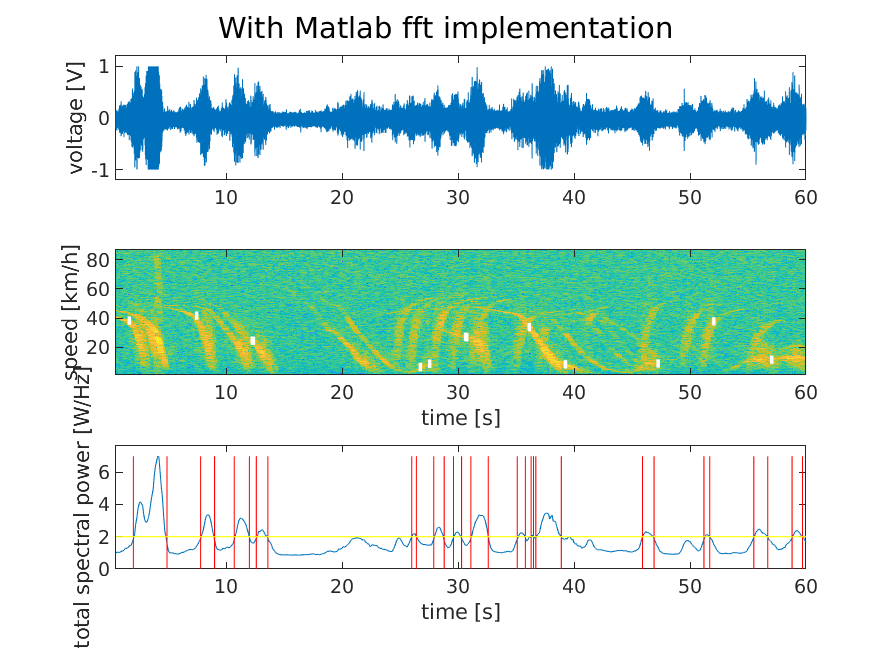 With Matlab fft implementation
voltage [V]
1
0
-1
10 20 30 40 50 60
speed [km/h]
80
60
40
20
10 20 30 40 50 60
time [s]
total spectral power [W/Hz]
6
4
2
0
10 20 30 40 50 60
time [s]